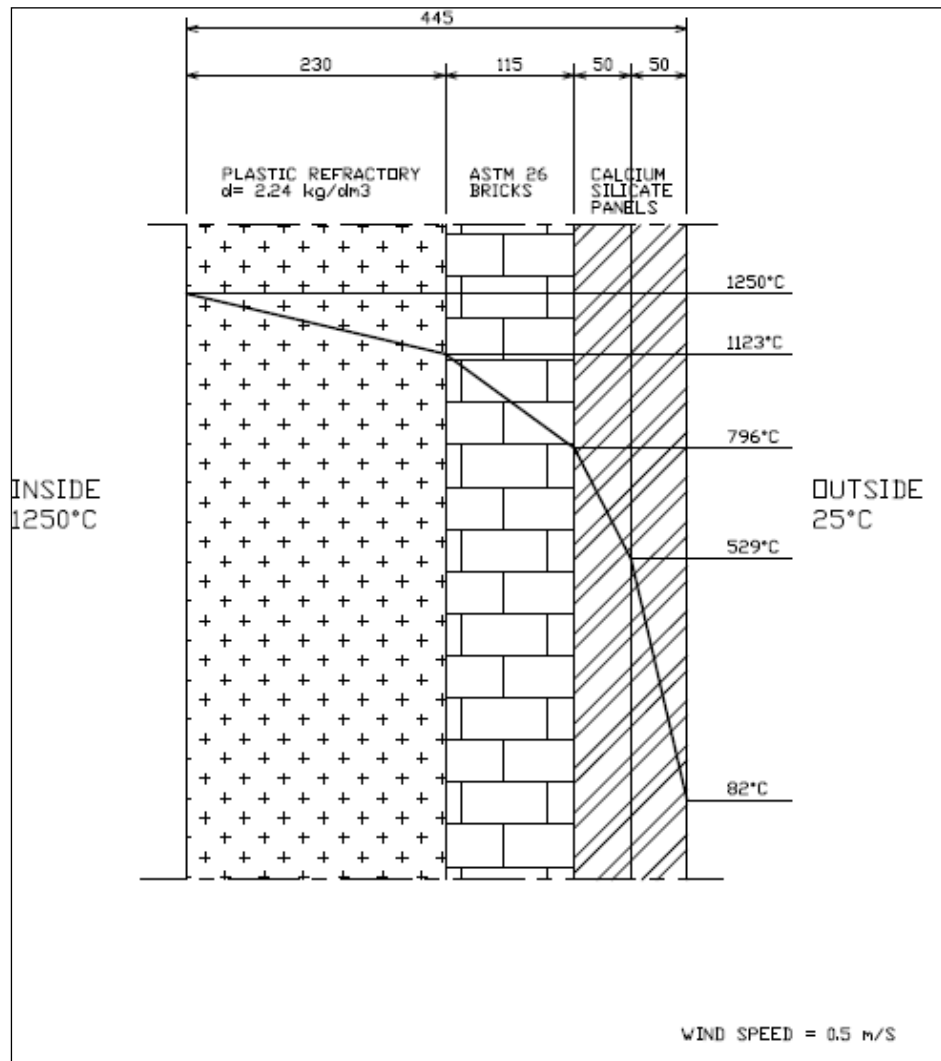 445
230
115
50
50
PLASTIC REFRACTORY
d= 2.24 kg/dm3
ASTM 26
BRICKS
CALCIUM
SILICATE
PANELS
1250°C
1123°C
796°C
INSIDE
1250°C
OUTSIDE
25°C
529°C
82°C
WIND SPEED = 0.5 m/S